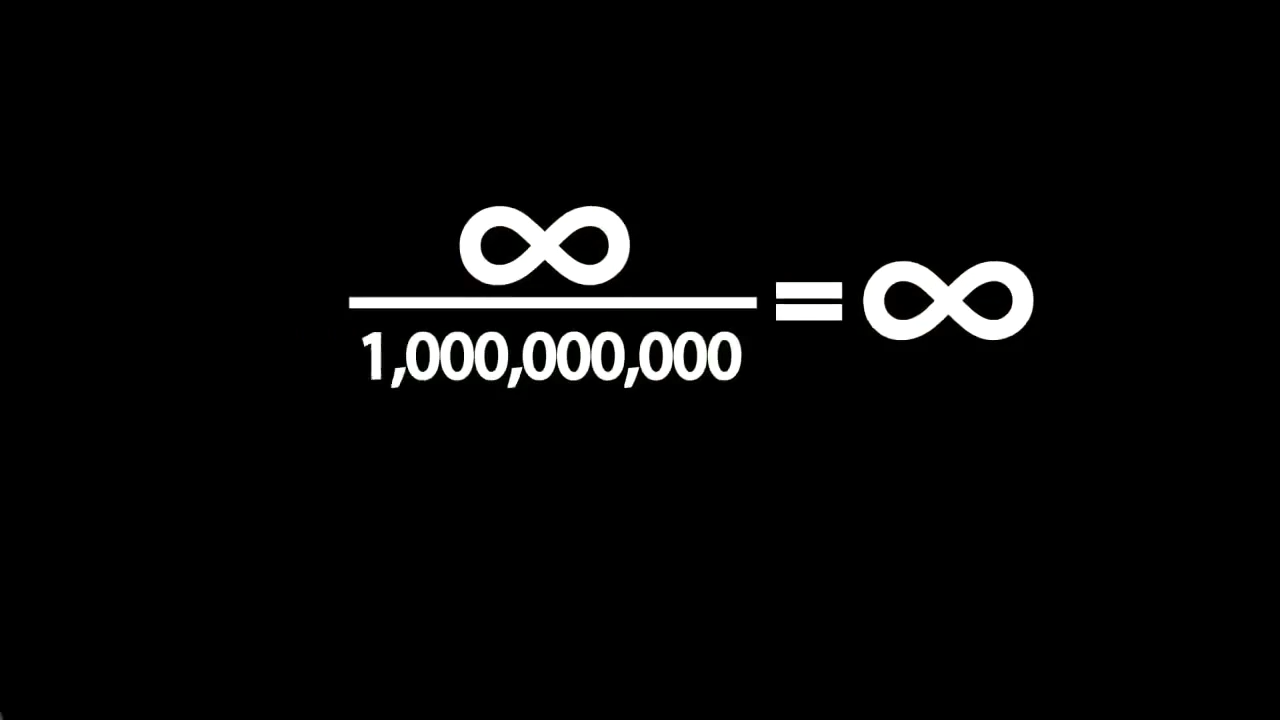 ∞
1,000,000,000
= ∞